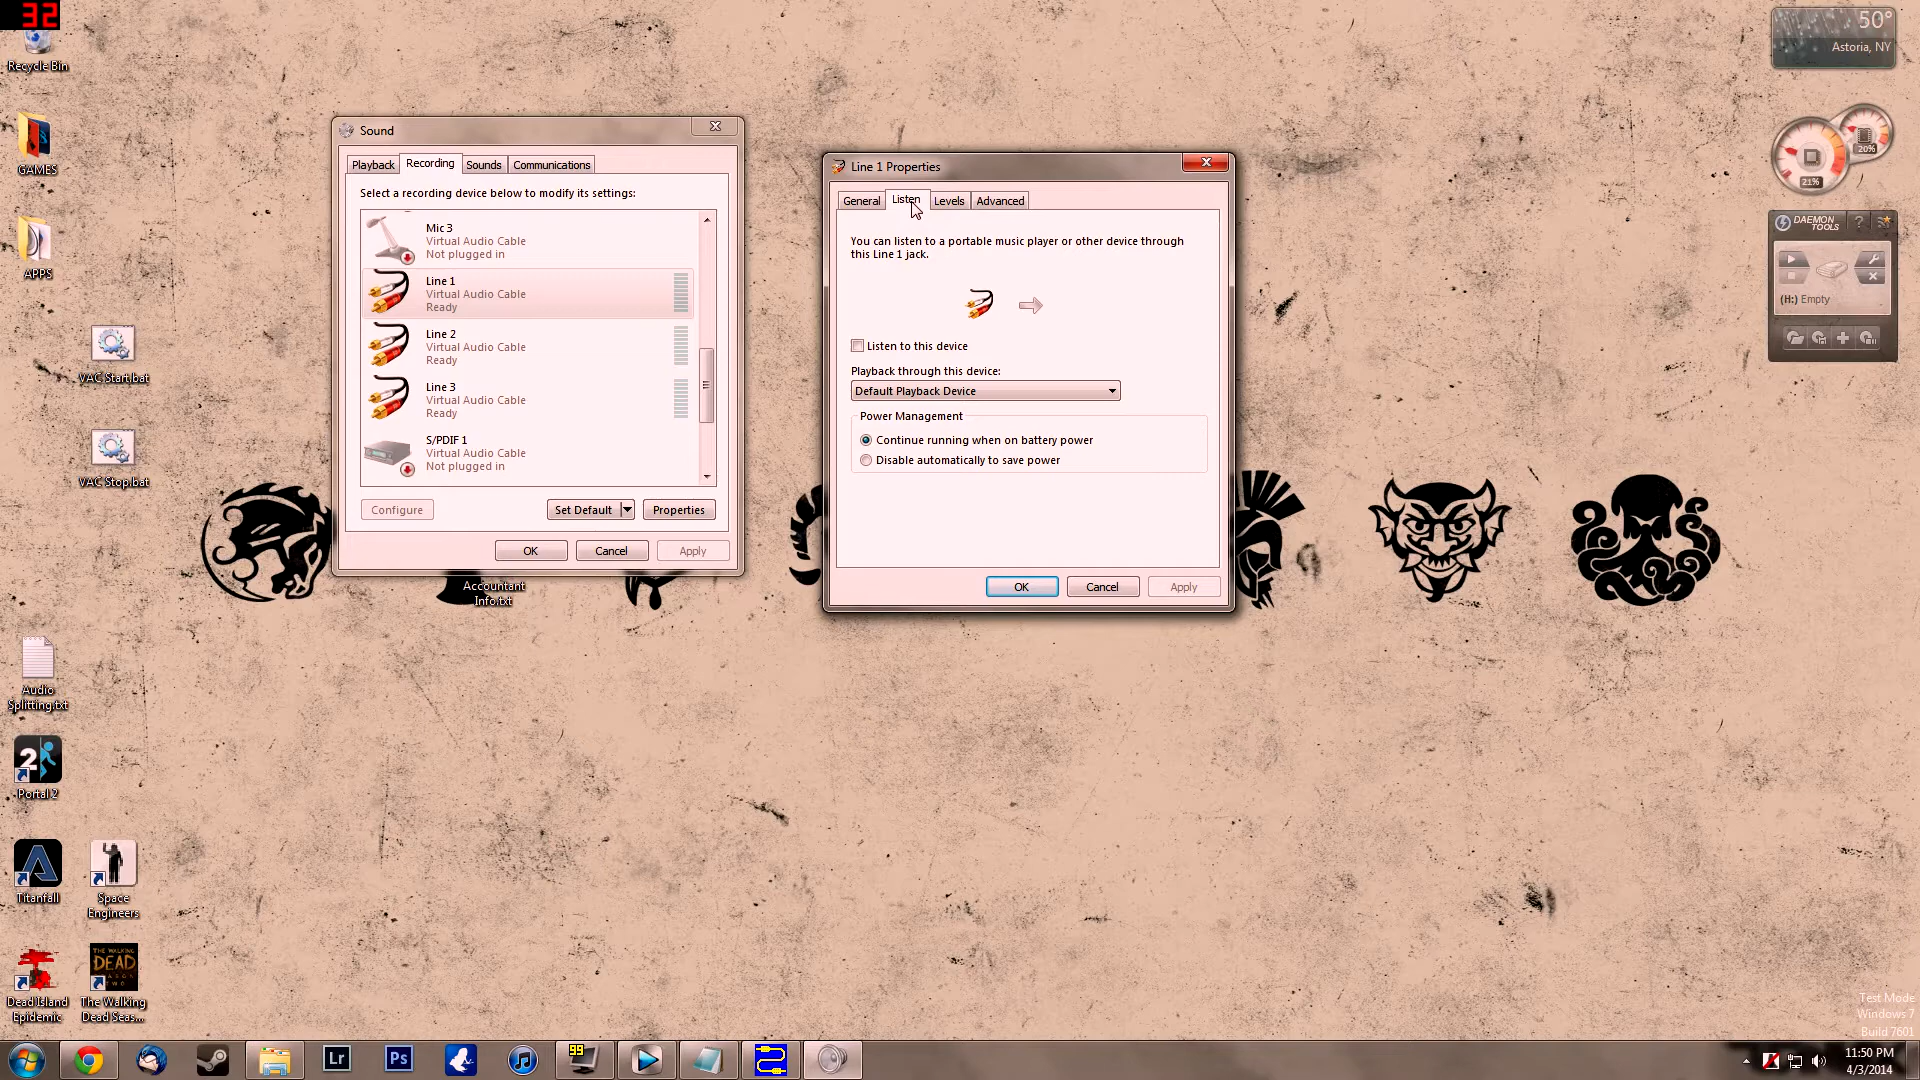 32
Recycle Bin
GAMES
APPS
VAC Start.bat
VAC Stop.bat
Accountant
Info.txt
Audio
Splitting.txt
Portal 2
Titanfall
Space
Engineers
Dead Island
Epidemic
THE WALKING
DEAD
The Walking
Dead Seas...
Sound
Playback
Recording
Sounds
Communications
Select a recording device below to modify its settings:
Mic 3
Virtual Audio Cable
Not plugged in
Line 1
Virtual Audio Cable
Ready
Line 2
Virtual Audio Cable
Ready
Line 3
Virtual Audio Cable
Ready
S/PDIF 1
Virtual Audio Cable
Not plugged in
Configure
Set Default
Properties
OK
Cancel
Apply
Line 1 Properties
General
Listen
Levels
Advanced
You can listen to a portable music player or other device through
this Line 1 jack.
Listen to this device
Playback through this device:
Default Playback Device
Power Management
Continue running when on battery power
Disable automatically to save power
OK
Cancel
Apply
50°
Astoria, NY
20%
21%
DAEMON
TOOLS
(H:) Empty
Test Mode
Windows 7
Build 7601
Lr
Ps
99
11:50 PM
4/3/2014